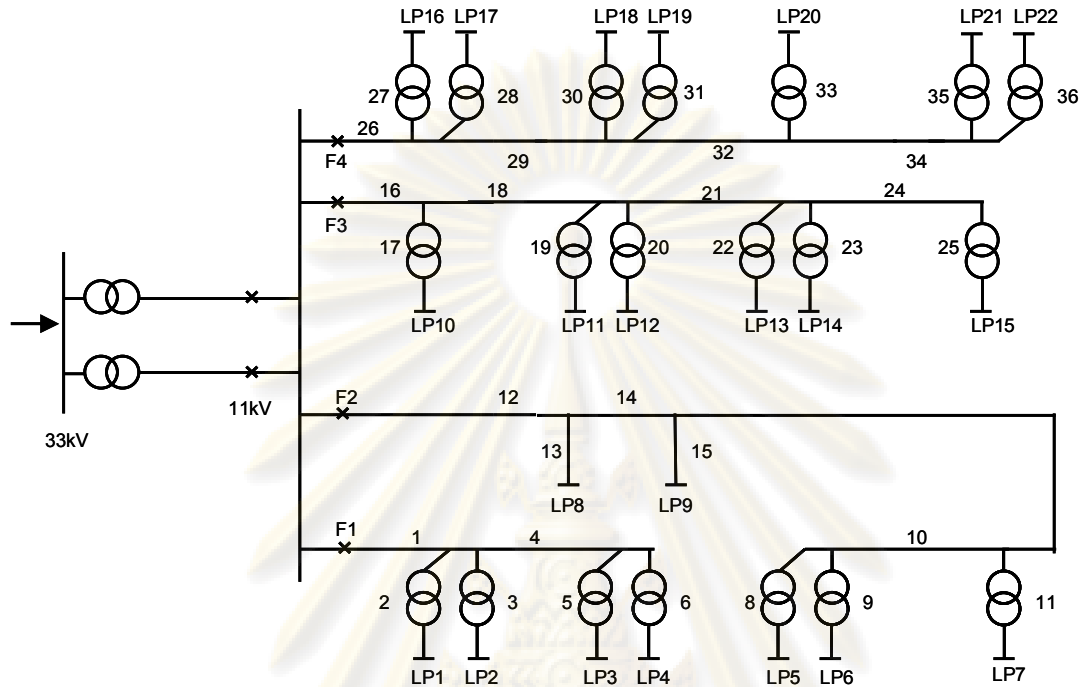 LP16 LP17 LP18 LP19 LP20 LP21 LP22
27 28 30 31 33 35 36
26 29 32 34
F4
16 18 21 24
F3
17 19 20 22 23 25
LP10 LP11 LP12 LP13 LP14 LP15
33kV
11kV
F2 12 14
13 15
LP8 LP9
F1 1 4 10
2 3 5 6 8 9 11
LP1 LP2 LP3 LP4 LP5 LP6 LP7